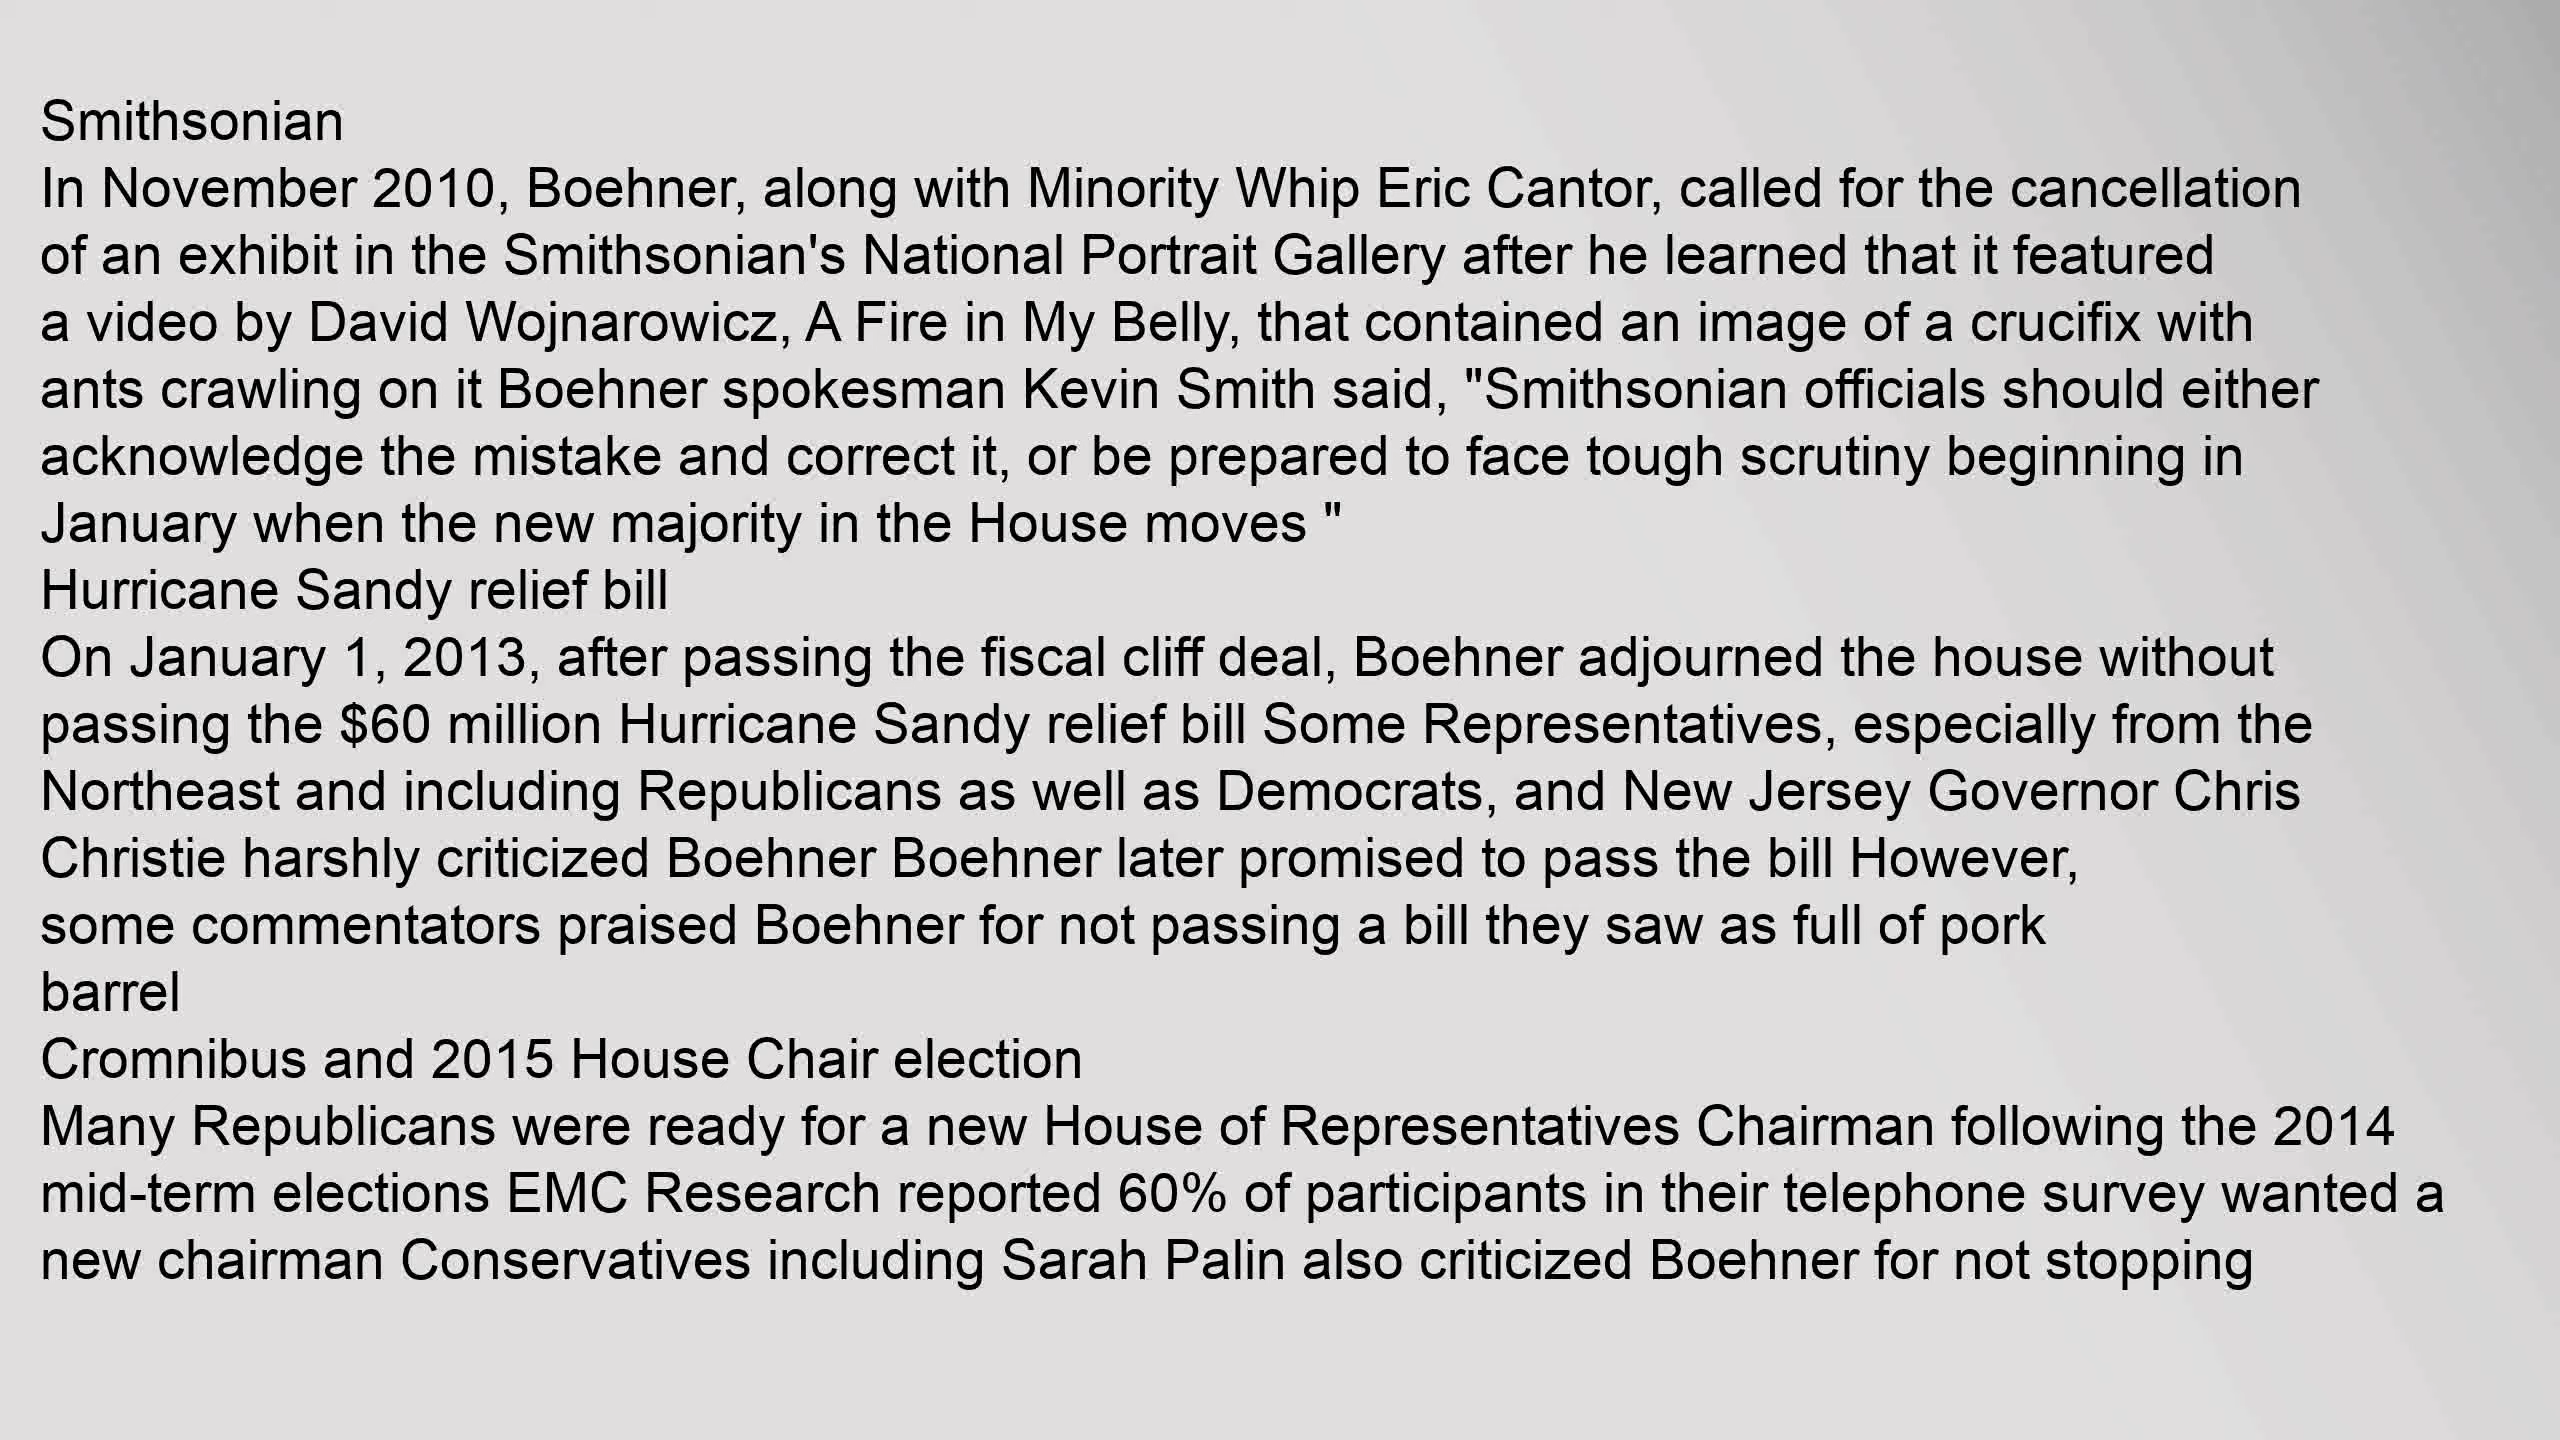 Smithsonian
In November 2010, Boehner, along with Minority Whip Eric Cantor, called for the cancellation
of an exhibit in the Smithsonian's National Portrait Gallery after he learned that it featured
a video by David Wojnarowicz, A Fire in My Belly, that contained an image of a crucifix with
ants crawling on it Boehner spokesman Kevin Smith said, "Smithsonian officials should either
acknowledge the mistake and correct it, or be prepared to face tough scrutiny beginning in
January when the new majority in the House moves "
Hurricane Sandy relief bill
On January 1, 2013, after passing the fiscal cliff deal, Boehner adjourned the house without
passing the $60 million Hurricane Sandy relief bill Some Representatives, especially from the
Northeast and including Republicans as well as Democrats, and New Jersey Governor Chris
Christie harshly criticized Boehner Boehner later promised to pass the bill However,
some commentators praised Boehner for not passing a bill they saw as full of pork
barrel
Cromnibus and 2015 House Chair election
Many Republicans were ready for a new House of Representatives Chairman following the 2014
mid-term elections EMC Research reported 60% of participants in their telephone survey wanted a
new chairman Conservatives including Sarah Palin also criticized Boehner for not stopping